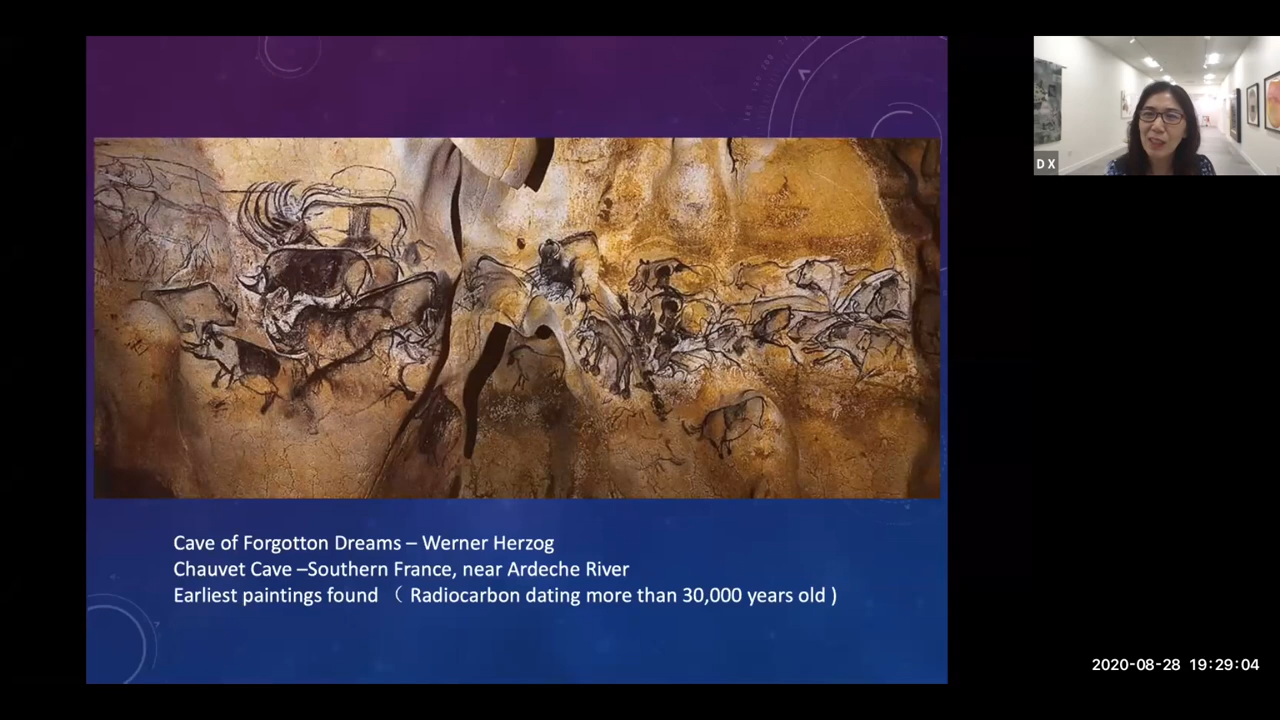 Cave of Forgotton Dreams – Werner Herzog
Chauvet Cave –Southern France, near Ardeche River
Earliest paintings found （ Radiocarbon dating more than 30,000 years old )
D X
2020-08-28 19:29:04